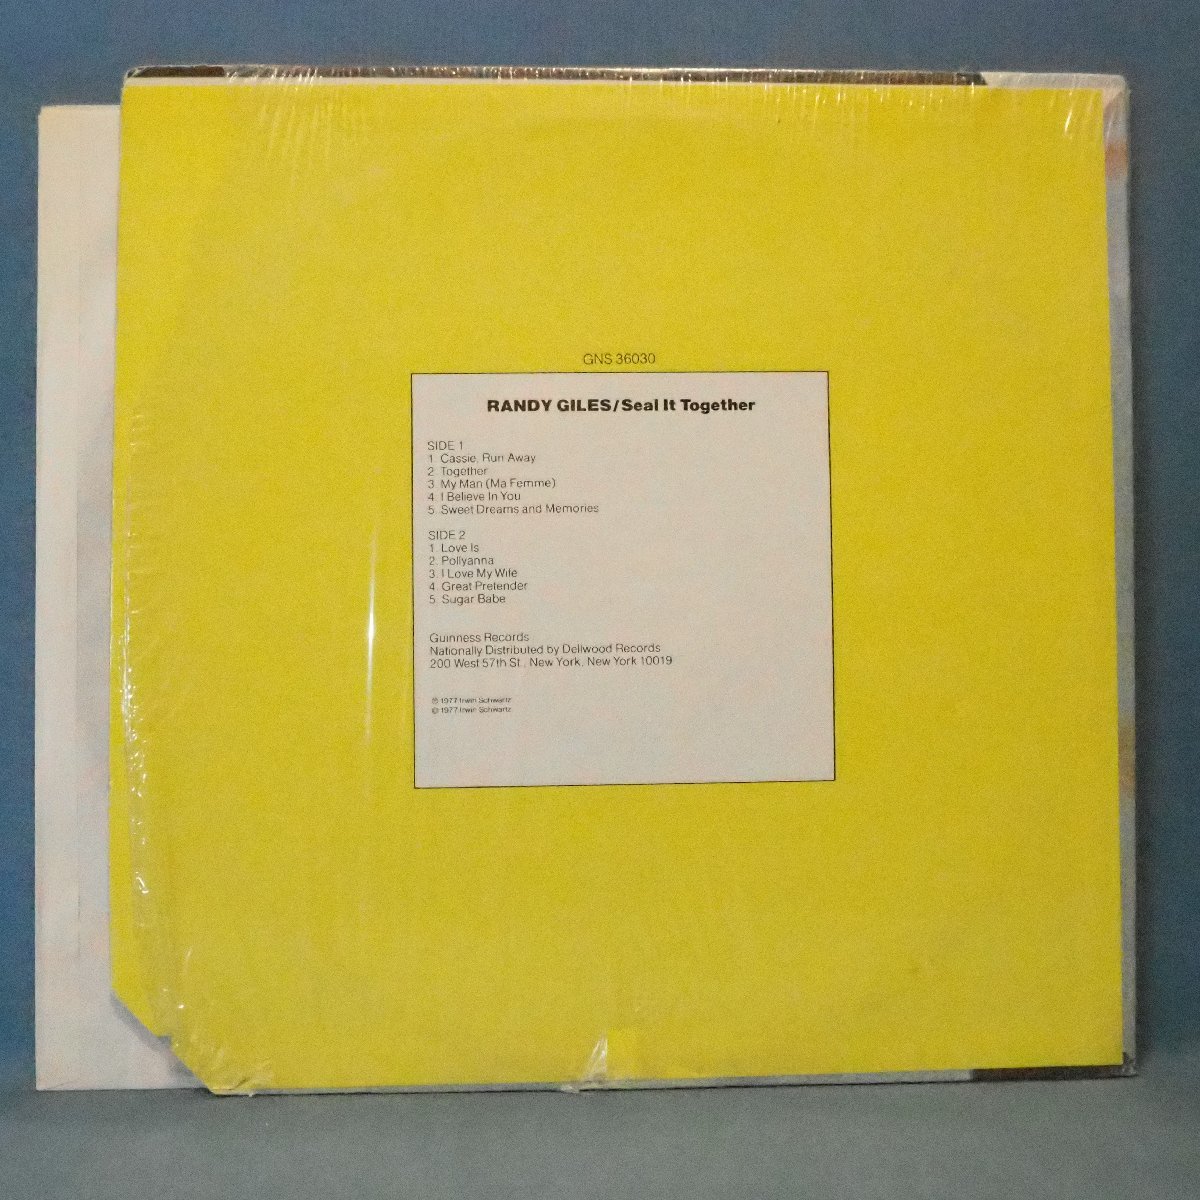 GNS 36030
RANDY GILES/Seal It Together
SIDE 1
1. Cassie, Run Away
2. Together
3. My Man (Ma Femme)
4. I Believe In You
5. Sweet Dreams and Memories
SIDE 2
1. Love Is
2. Pollyanna
3. I Love My Wife
4. Great Pretender
5. Sugar Babe
Guinness Records
Nationally Distributed by Dellwood Records
200 West 57th St., New York, New York 10019
℗ 1977 Irwin Schwartz
© 1977 Irwin Schwartz